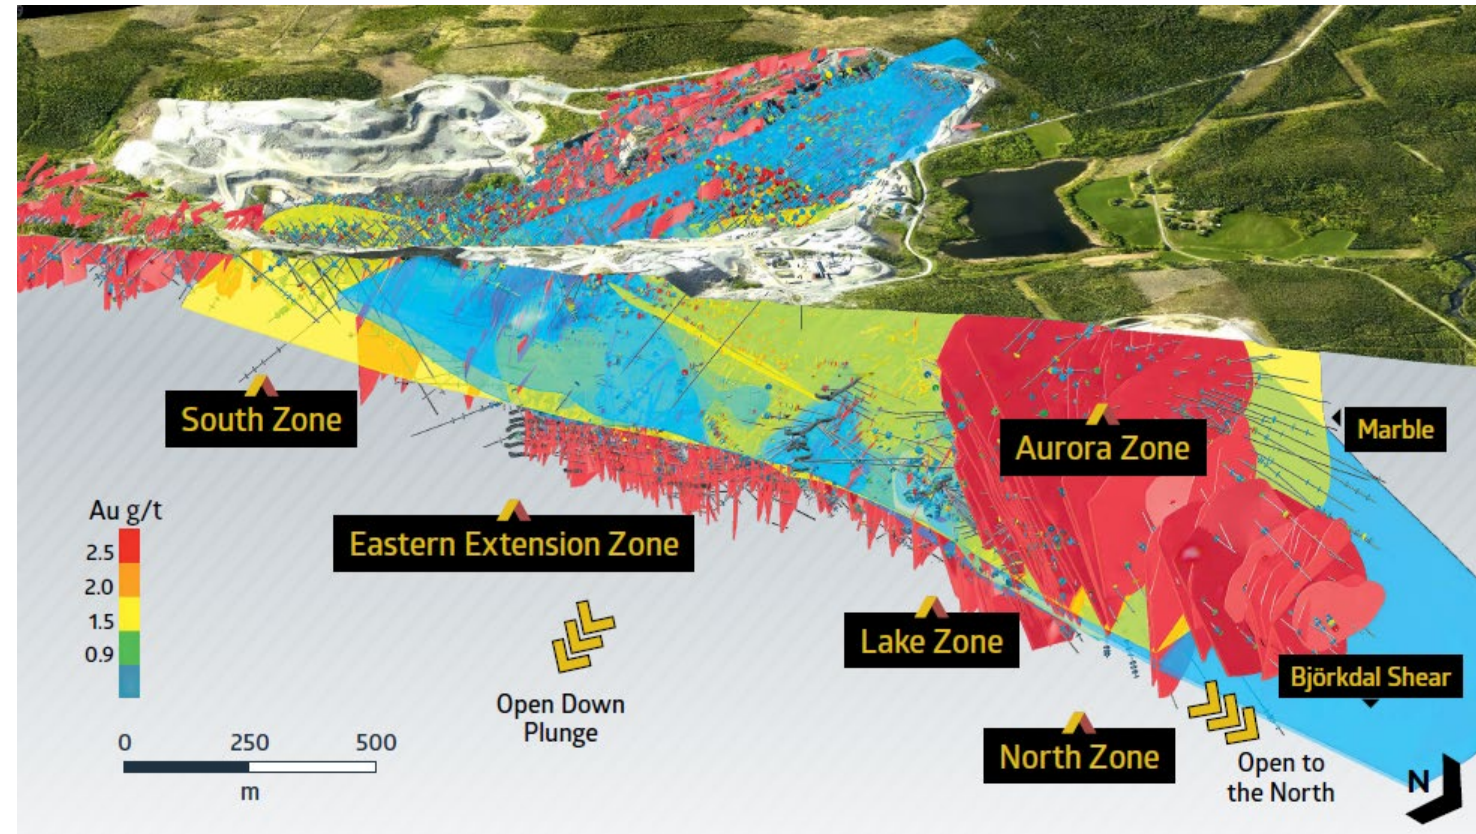 South Zone
Aurora Zone
Marble
Au g/t
2.5
2.0
1.5
0.9
Eastern Extension Zone
Lake Zone
Björkdal Shear
Open Down
Plunge
North Zone
Open to
the North
0 250 500
m
N